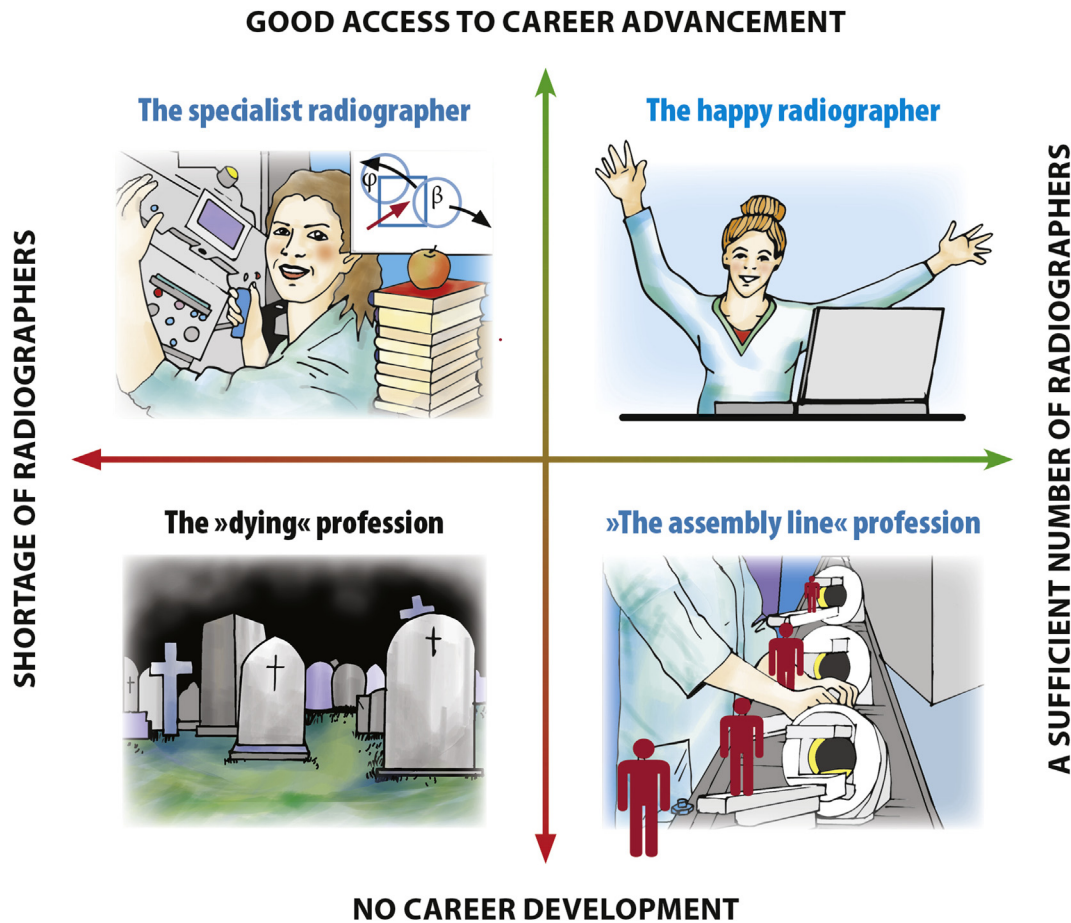 GOOD ACCESS TO CAREER ADVANCEMENT
The specialist radiographer
The happy radiographer
φ
β
SHORTAGE OF RADIOGRAPHERS
A SUFFICIENT NUMBER OF RADIOGRAPHERS
The »dying« profession
»The assembly line« profession
NO CAREER DEVELOPMENT